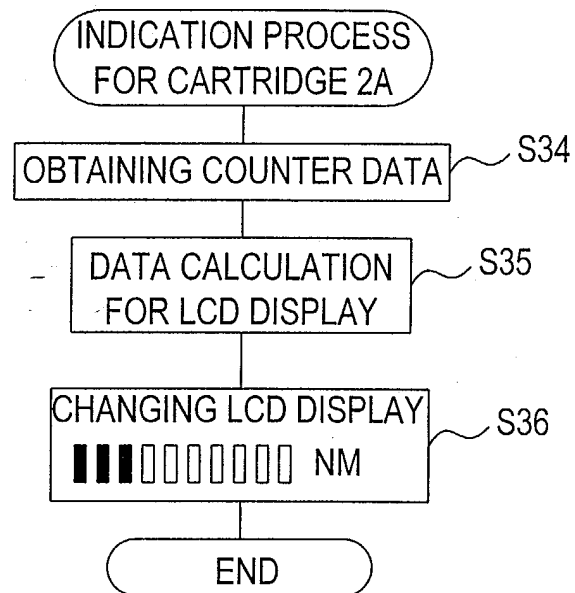 INDICATION PROCESS
FOR CARTRIDGE 2A
OBTAINING COUNTER DATA
S34
DATA CALCULATION
FOR LCD DISPLAY
S35
CHANGING LCD DISPLAY
NM
S36
END